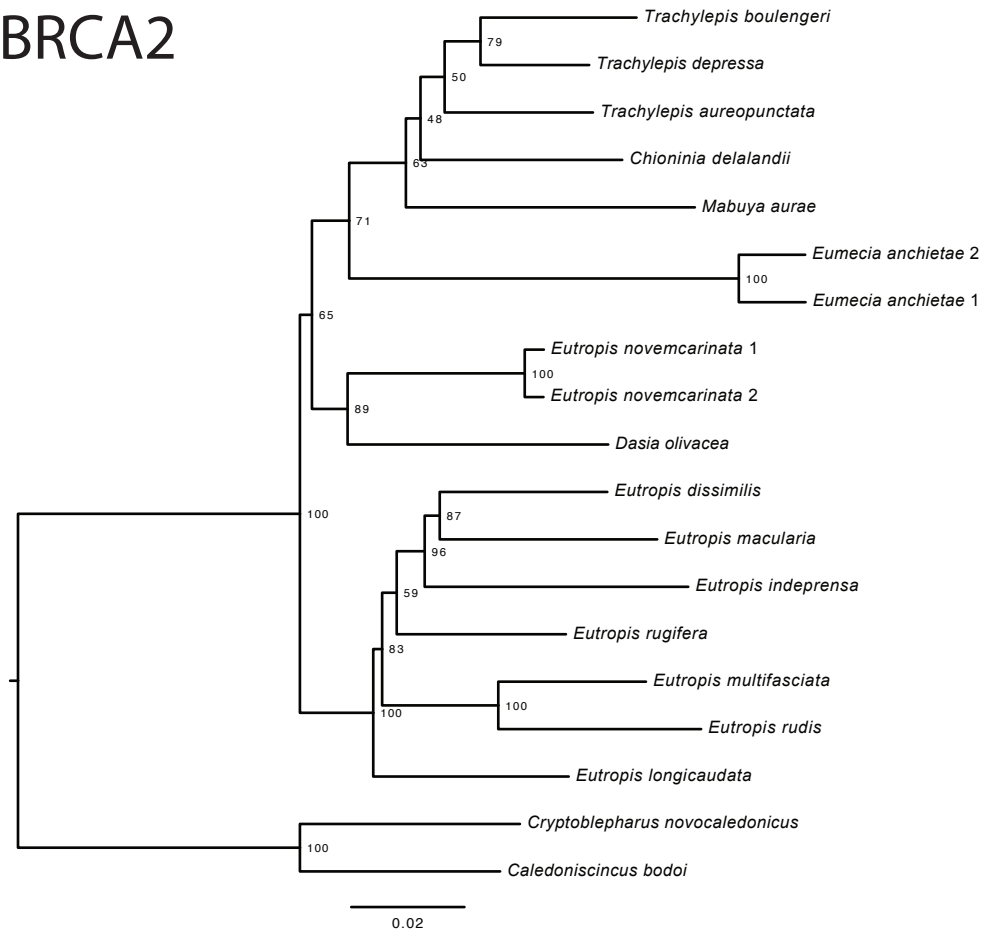 BRCA2
Trachylepis boulengeri
79
Trachylepis depressa
50
Trachylepis aureopunctata
48
Chioninia delalandii
63
Mabuya aurae
71
Eumecia anchietae 2
100
Eumecia anchietae 1
65
Eutropis novemcarinata 1
100
Eutropis novemcarinata 2
89
Dasia olivacea
Eutropis dissimilis
100
87
Eutropis macularia
96
Eutropis indeprensa
59
Eutropis rugifera
83
Eutropis multifasciata
100
100
Eutropis rudis
Eutropis longicaudata
Cryptoblepharus novocaledonicus
100
Caledoniscincus bodoi
0.02